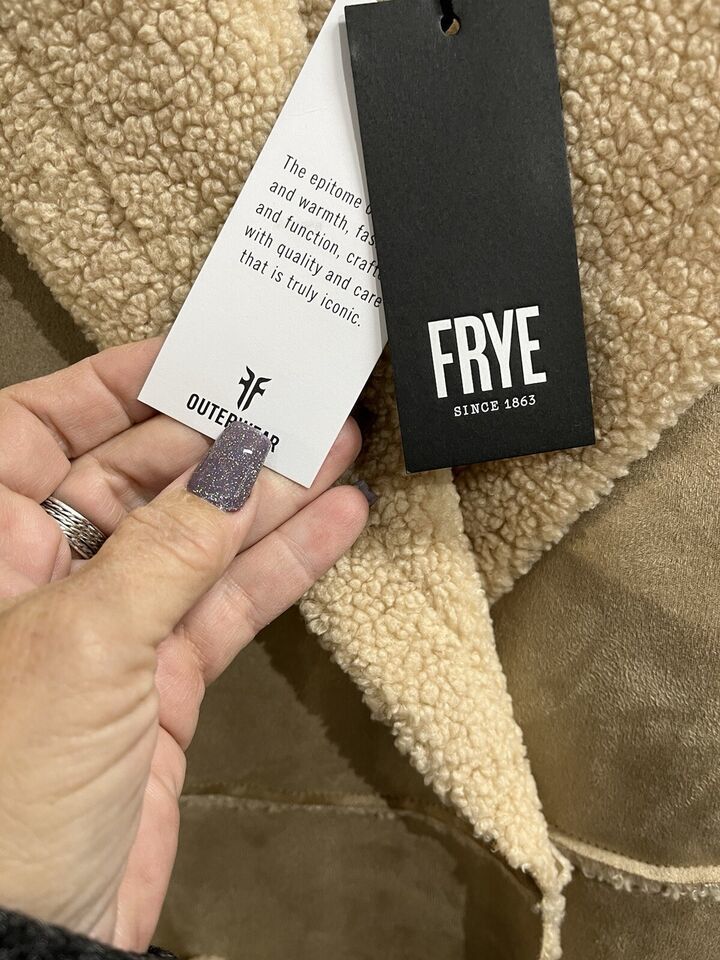 The epitome
and warmth, fas
and function, craft
with quality and care
that is truly iconic.
OUTERWEAR
FRYE
SINCE 1863